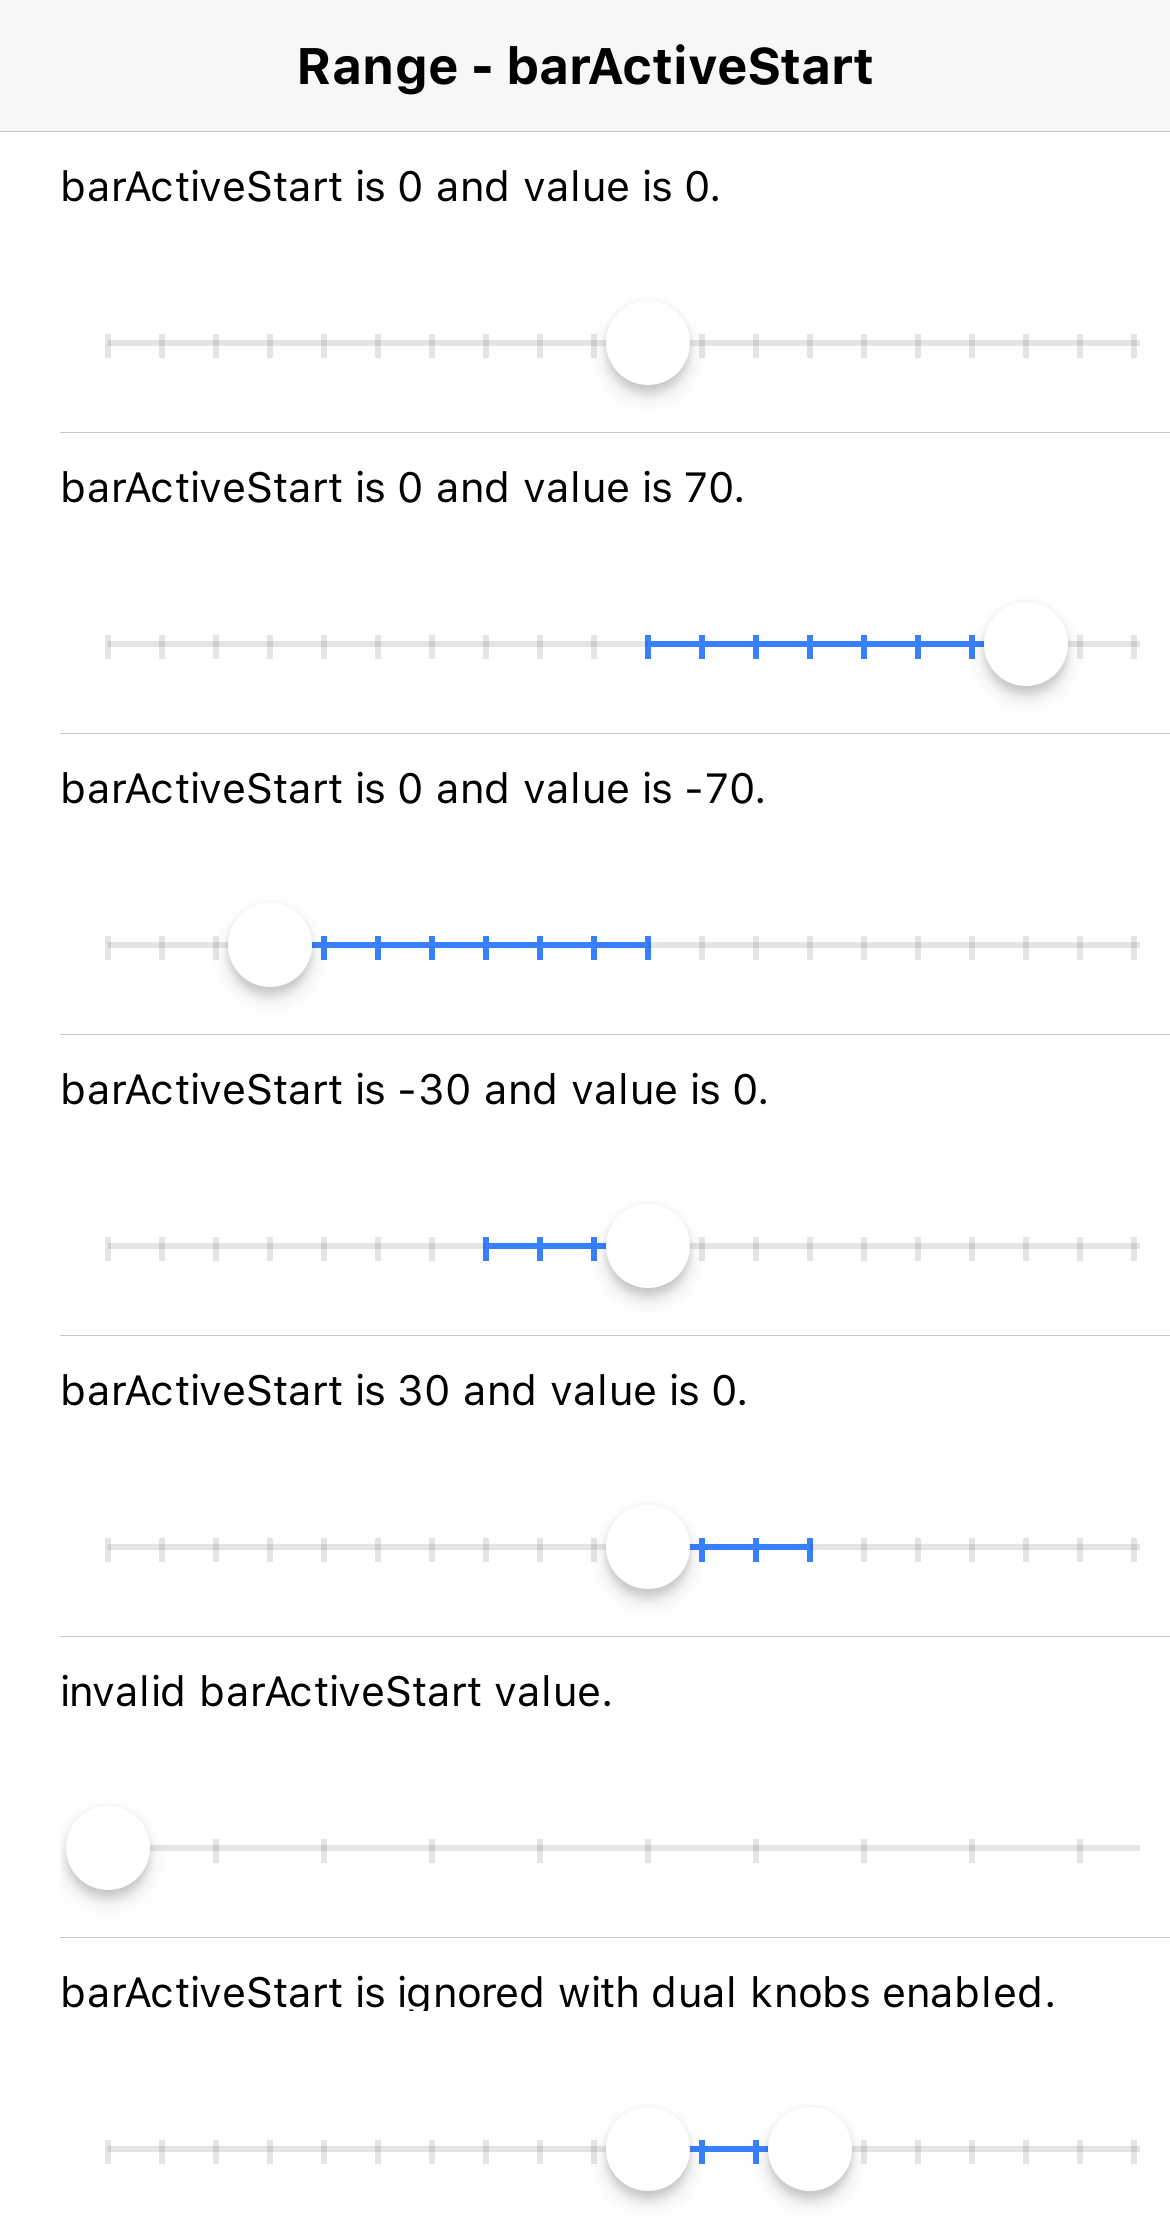 Range - barActiveStart
barActiveStart is 0 and value is 0.
barActiveStart is 0 and value is 70.
barActiveStart is 0 and value is -70.
barActiveStart is -30 and value is 0.
barActiveStart is 30 and value is 0.
invalid barActiveStart value.
barActiveStart is ignored with dual knobs enabled.